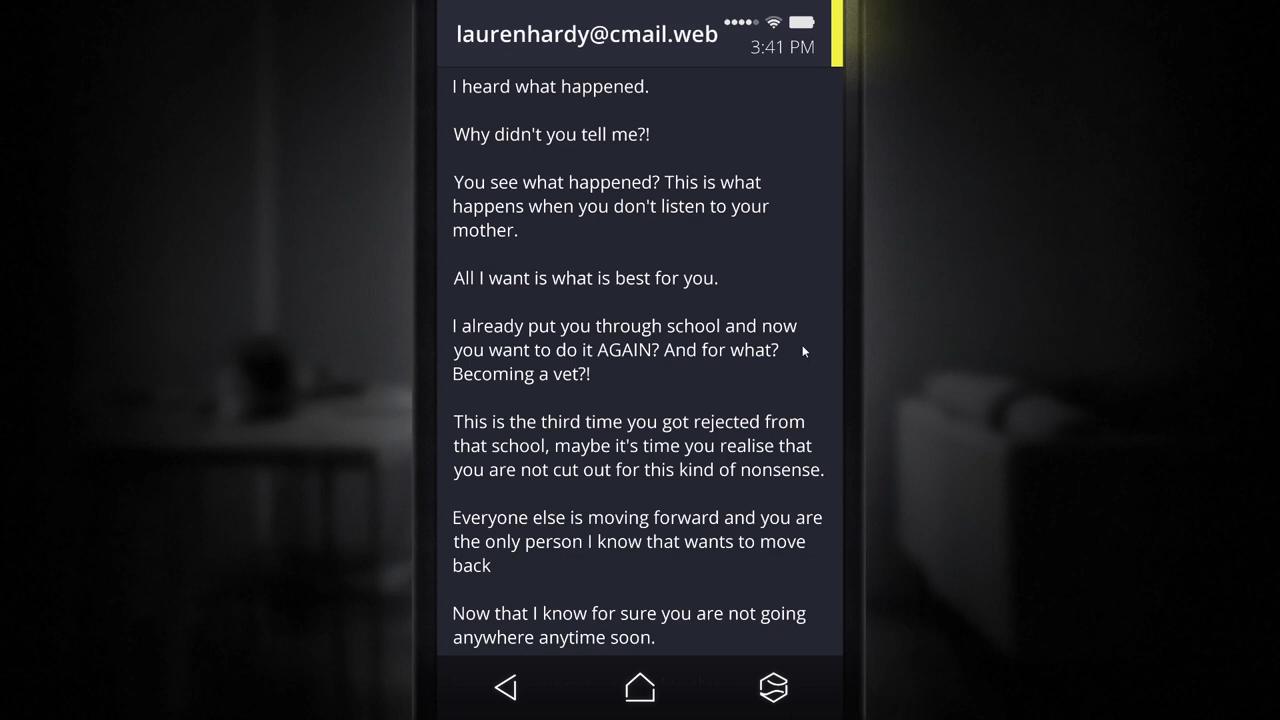 laurenhardy@cmail.web
3:41 PM
I heard what happened.
Why didn't you tell me?!
You see what happened? This is what
happens when you don't listen to your
mother.
All I want is what is best for you.
I already put you through school and now
you want to do it AGAIN? And for what?
Becoming a vet?!
This is the third time you got rejected from
that school, maybe it's time you realise that
you are not cut out for this kind of nonsense.
Everyone else is moving forward and you are
the only person I know that wants to move
back
Now that I know for sure you are not going
anywhere anytime soon.